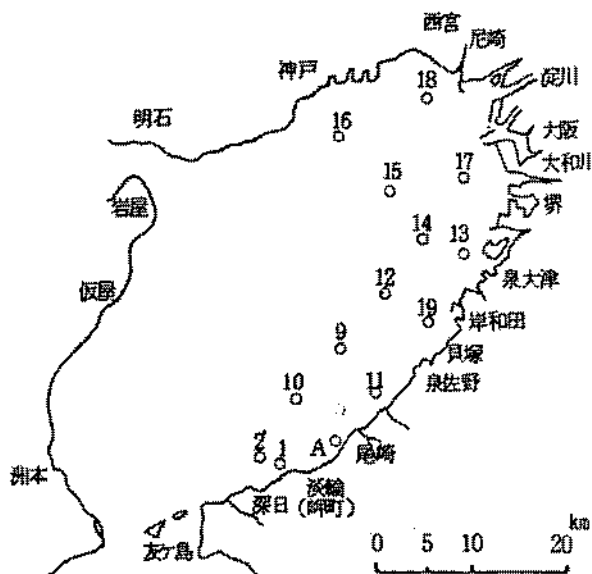 西宮
尼崎
神戸
18
淀川
明石
16
大阪
大和川
17
15
岩屋
堺
14
13
泉大津
仮屋
12
19
岸和田
9
貝塚
泉佐野
10
11
A
尾崎
2
1
洲本
淡輪
深日(岬町)
友ケ島
km
0 5 10 20